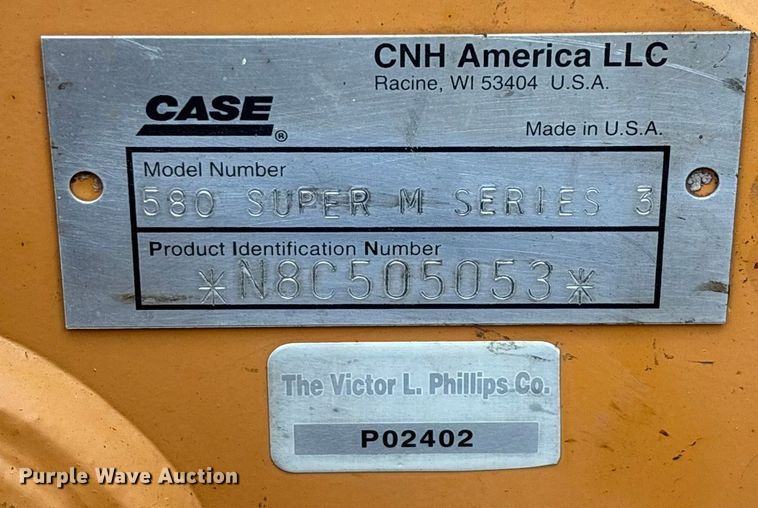 CNH America LLC
Racine, WI 53404 U.S.A.
CASE®
Made in U.S.A.
Model Number
580 SUPER M SERIES 3
Product Identification Number
*N8C505053*
The Victor L. Phillips Co.
P02402
Purple Wave Auction